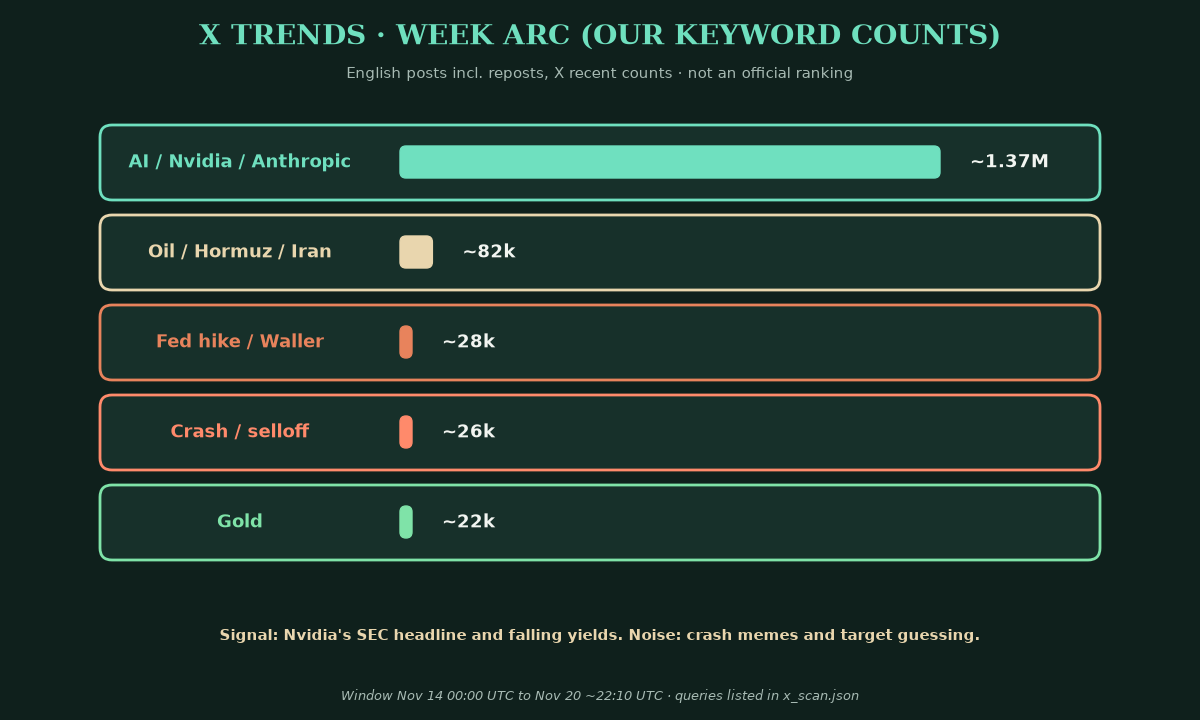 X TRENDS · WEEK ARC (OUR KEYWORD COUNTS)
English posts incl. reposts, X recent counts · not an official ranking
AI / Nvidia / Anthropic ~1.37M
Oil / Hormuz / Iran ~82k
Fed hike / Waller ~28k
Crash / selloff ~26k
Gold ~22k
Signal: Nvidia's SEC headline and falling yields. Noise: crash memes and target guessing.
Window Nov 14 00:00 UTC to Nov 20 ~22:10 UTC · queries listed in x_scan.json